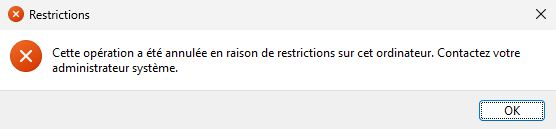 Restrictions
Cette opération a été annulée en raison de restrictions sur cet ordinateur. Contactez votre
administrateur système.
OK